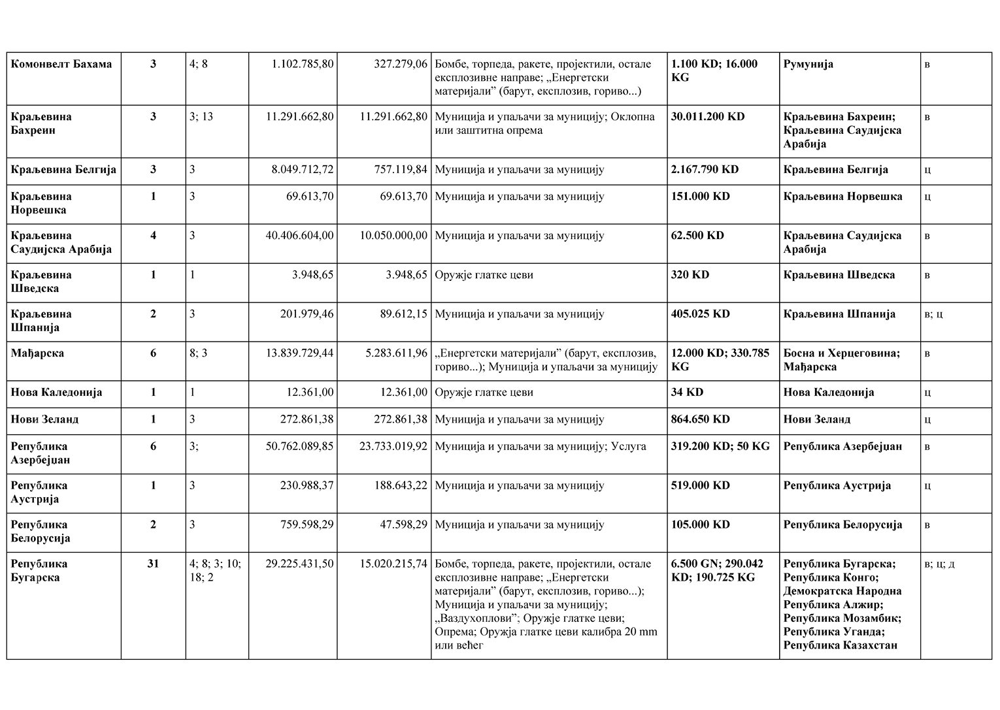 Комонвелт Бахама 3 4; 8 1.102.785,80 327.279,06 Бомбе, торпеда, ракете, пројектили, остале 1.100 KD; 16.000 Румунија в
експлозивне направе; „Енергетски KG
материјали” (барут, експлозив, гориво...)
Краљевина 3 3; 13 11.291.662,80 11.291.662,80 Муниција и упаљачи за муницију; Оклопна 30.011.200 KD Краљевина Бахреин; в
Бахреин или заштитна опрема Краљевина Саудијска
Арабија
Краљевина Белгија 3 3 8.049.712,72 757.119,84 Муниција и упаљачи за муницију 2.167.790 KD Краљевина Белгија ц
Краљевина 1 3 69.613,70 69.613,70 Муниција и упаљачи за муницију 151.000 KD Краљевина Норвешка ц
Норвешка
Краљевина 4 3 40.406.604,00 10.050.000,00 Муниција и упаљачи за муницију 62.500 KD Краљевина Саудијска в
Саудијска Арабија Арабија
Краљевина 1 1 3.948,65 3.948,65 Оружје глатке цеви 320 KD Краљевина Шведска в
Шведска
Краљевина 2 3 201.979,46 89.612,15 Муниција и упаљачи за муницију 405.025 KD Краљевина Шпанија в; ц
Шпанија
Мађарска 6 8; 3 13.839.729,44 5.283.611,96 „Енергетски материјали” (барут, експлозив, 12.000 KD; 330.785 Босна и Херцеговина; в
гориво...); Муниција и упаљачи за муницију KG Мађарска
Нова Каледонија 1 1 12.361,00 12.361,00 Оружје глатке цеви 34 KD Нова Каледонија ц
Нови Зеланд 1 3 272.861,38 272.861,38 Муниција и упаљачи за муницију 864.650 KD Нови Зеланд ц
Република 6 3; 50.762.089,85 23.733.019,92 Муниција и упаљачи за муницију; Услуга 319.200 KD; 50 KG Република Азербејџан в
Азербејџан
Република 1 3 230.988,37 188.643,22 Муниција и упаљачи за муницију 519.000 KD Република Аустрија ц
Аустрија
Република 2 3 759.598,29 47.598,29 Муниција и упаљачи за муницију 105.000 KD Република Белорусија в
Белорусија
Република 31 4; 8; 3; 10; 29.225.431,50 15.020.215,74 Бомбе, торпеда, ракете, пројектили, остале 6.500 GN; 290.042 Република Бугарска; в; ц; д
Бугарска 18; 2 експлозивне направе; „Енергетски KD; 190.725 KG Република Конго;
материјали” (барут, експлозив, гориво...); Демократска Народна
Муниција и упаљачи за муницију; Република Алжир;
„Ваздухоплови”; Оружје глатке цеви; Република Мозамбик;
Опрема; Оружја глатке цеви калибра 20 mm Република Уганда;
или већег Република Казахстан